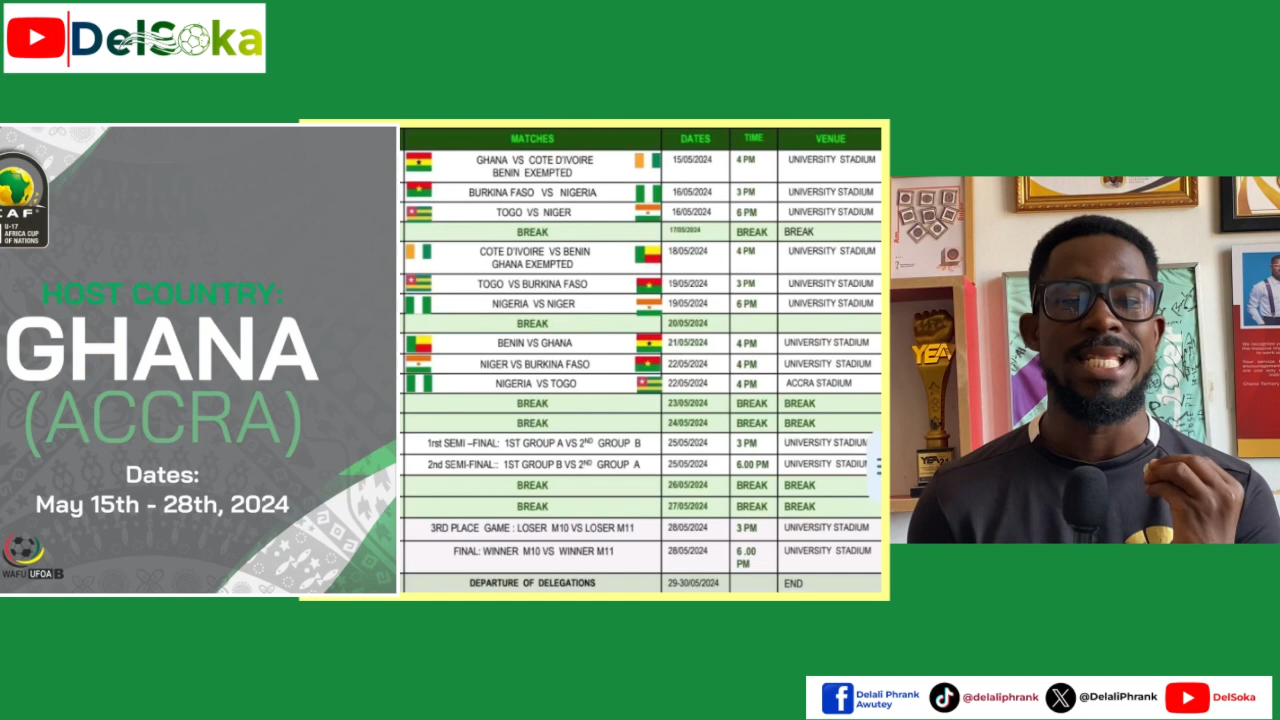 DelSoka
CAF
U-17
AFRICA CUP
OF NATIONS
HOST COUNTRY:
GHANA
(ACCRA)
Dates:
May 15th - 28th, 2024
WAFU UFOA B
MATCHES DATES TIME VENUE
GHANA VS COTE D'IVOIRE 15/05/2024 4 PM UNIVERSITY STADIUM
BENIN EXEMPTED
BURKINA FASO VS NIGERIA 16/05/2024 3 PM UNIVERSITY STADIUM
TOGO VS NIGER 16/05/2024 6 PM UNIVERSITY STADIUM
BREAK 17/05/2024 BREAK BREAK
COTE D'IVOIRE VS BENIN 18/05/2024 4 PM UNIVERSITY STADIUM
GHANA EXEMPTED
TOGO VS BURKINA FASO 19/05/2024 3 PM UNIVERSITY STADIUM
NIGERIA VS NIGER 19/05/2024 6 PM UNIVERSITY STADIUM
BREAK 20/05/2024
BENIN VS GHANA 21/05/2024 4 PM UNIVERSITY STADIUM
NIGER VS BURKINA FASO 22/05/2024 4 PM UNIVERSITY STADIUM
NIGERIA VS TOGO 22/05/2024 4 PM ACCRA STADIUM
BREAK 23/05/2024 BREAK BREAK
BREAK 24/05/2024 BREAK BREAK
1rst SEMI –FINAL: 1ST GROUP A VS 2ND GROUP B 25/05/2024 3 PM UNIVERSITY STADIUM
2nd SEMI-FINAL:: 1ST GROUP B VS 2ND GROUP A 25/05/2024 6.00 PM UNIVERSITY STADIUM
BREAK 26/05/2024 BREAK BREAK
BREAK 27/05/2024 BREAK BREAK
3RD PLACE GAME : LOSER M10 VS LOSER M11 28/05/2024 3 PM UNIVERSITY STADIUM
FINAL: WINNER M10 VS WINNER M11 28/05/2024 6 .00 UNIVERSITY STADIUM
PM
DEPARTURE OF DELEGATIONS 29-30/05/2024 END
YEA
YEA
2021
Delali Phrank
Awutey
@delaliphrank
@DelaliPhrank
DelSoka